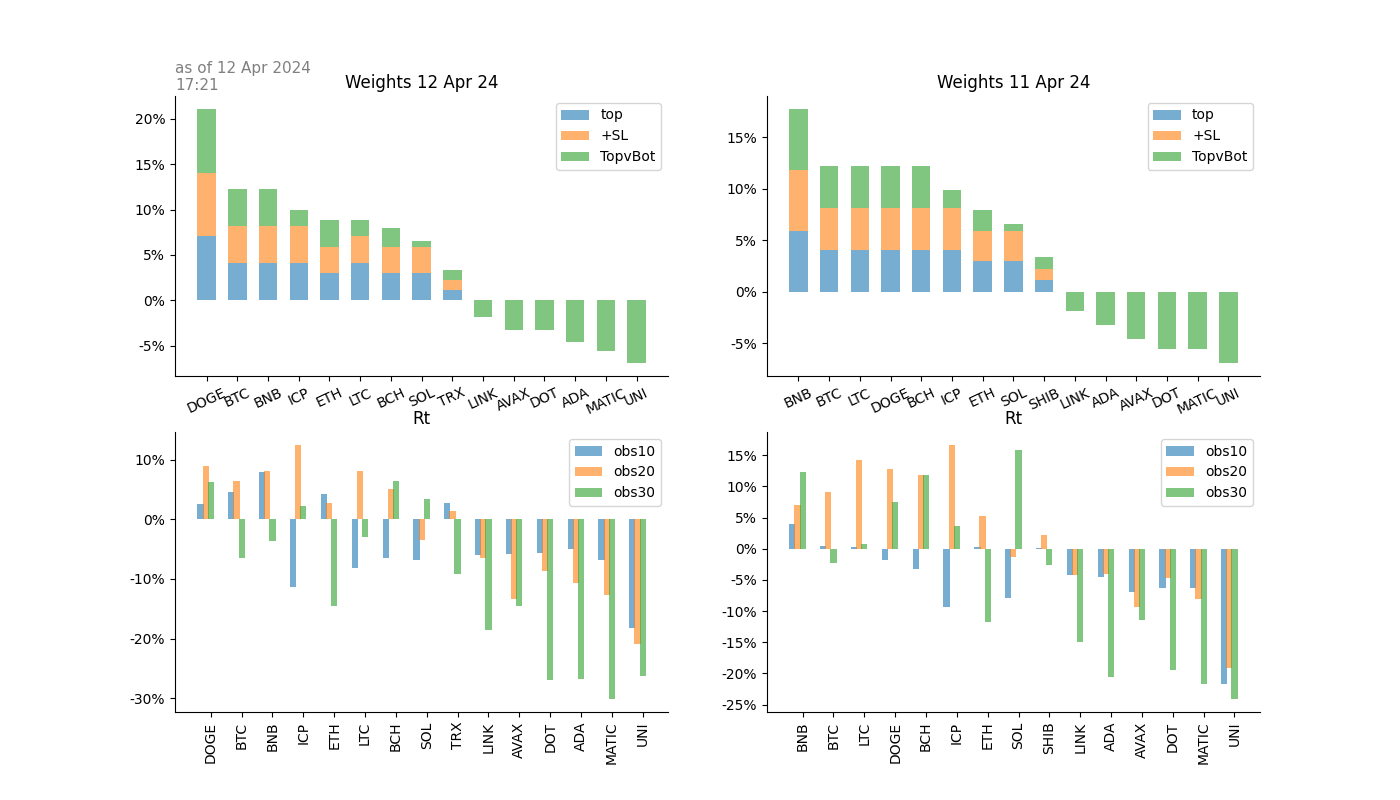 as of 12 Apr 2024
17:21
Weights 12 Apr 24
top
+SL
TopvBot
20%
15%
10%
5%
0%
-5%
DOGE BTC BNB ICP ETH LTC BCH SOL TRX LINK AVAX DOT ADA MATIC UNI
Weights 11 Apr 24
top
+SL
TopvBot
15%
10%
5%
0%
-5%
BNB BTC LTC DOGE BCH ICP ETH SOL SHIB LINK ADA AVAX DOT MATIC UNI
Rt
obs10
obs20
obs30
10%
0%
-10%
-20%
-30%
DOGE BTC BNB ICP ETH LTC BCH SOL TRX LINK AVAX DOT ADA MATIC UNI
Rt
obs10
obs20
obs30
15%
10%
5%
0%
-5%
-10%
-15%
-20%
-25%
BNB BTC LTC DOGE BCH ICP ETH SOL SHIB LINK ADA AVAX DOT MATIC UNI